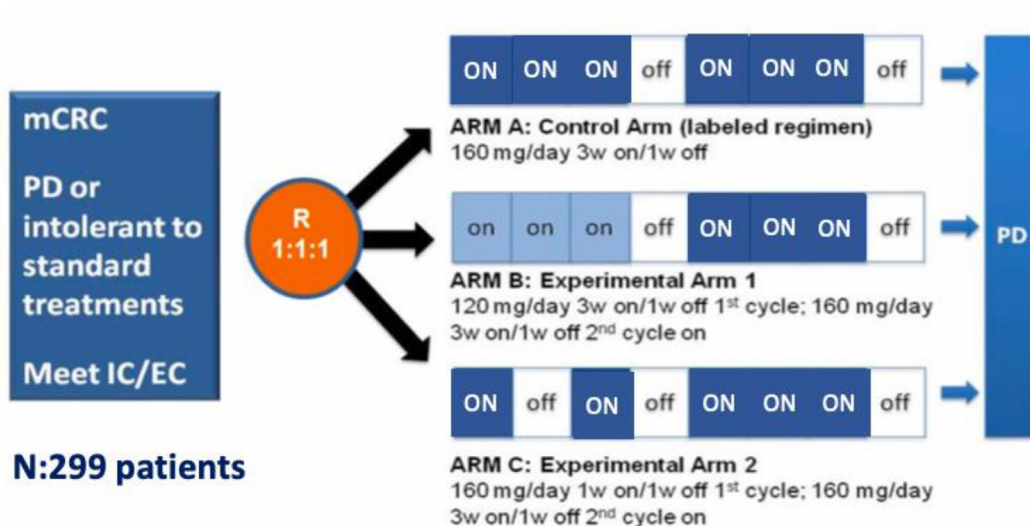 mCRC
PD or
intolerant to
standard
treatments
Meet IC/EC
N:299 patients
R
1:1:1
ON ON ON off ON ON ON off
ARM A: Control Arm (labeled regimen)
160 mg/day 3w on/1w off
on on on off ON ON ON off
ARM B: Experimental Arm 1
120 mg/day 3w on/1w off 1st cycle; 160 mg/day
3w on/1w off 2nd cycle on
ON off ON off ON ON ON off
ARM C: Experimental Arm 2
160 mg/day 1w on/1w off 1st cycle; 160 mg/day
3w on/1w off 2nd cycle on
PD